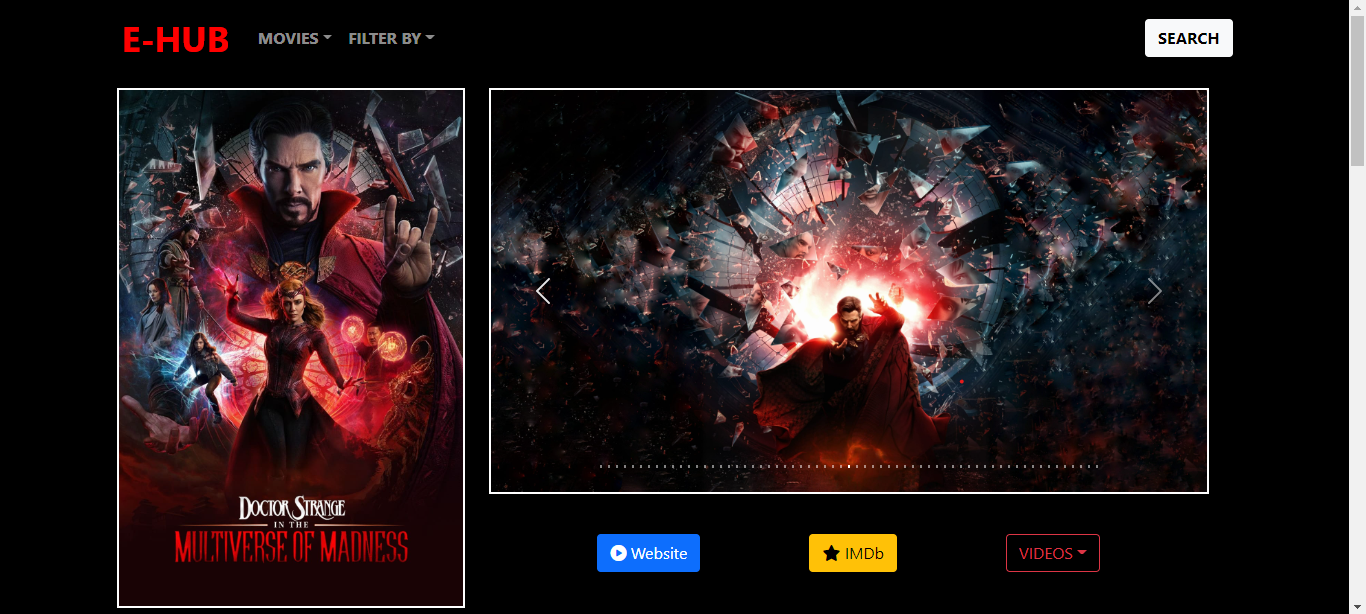 E-HUB MOVIES FILTER BY SEARCH
DOCTOR STRANGE
IN THE
MULTIVERSE OF MADNESS
Website IMDb VIDEOS